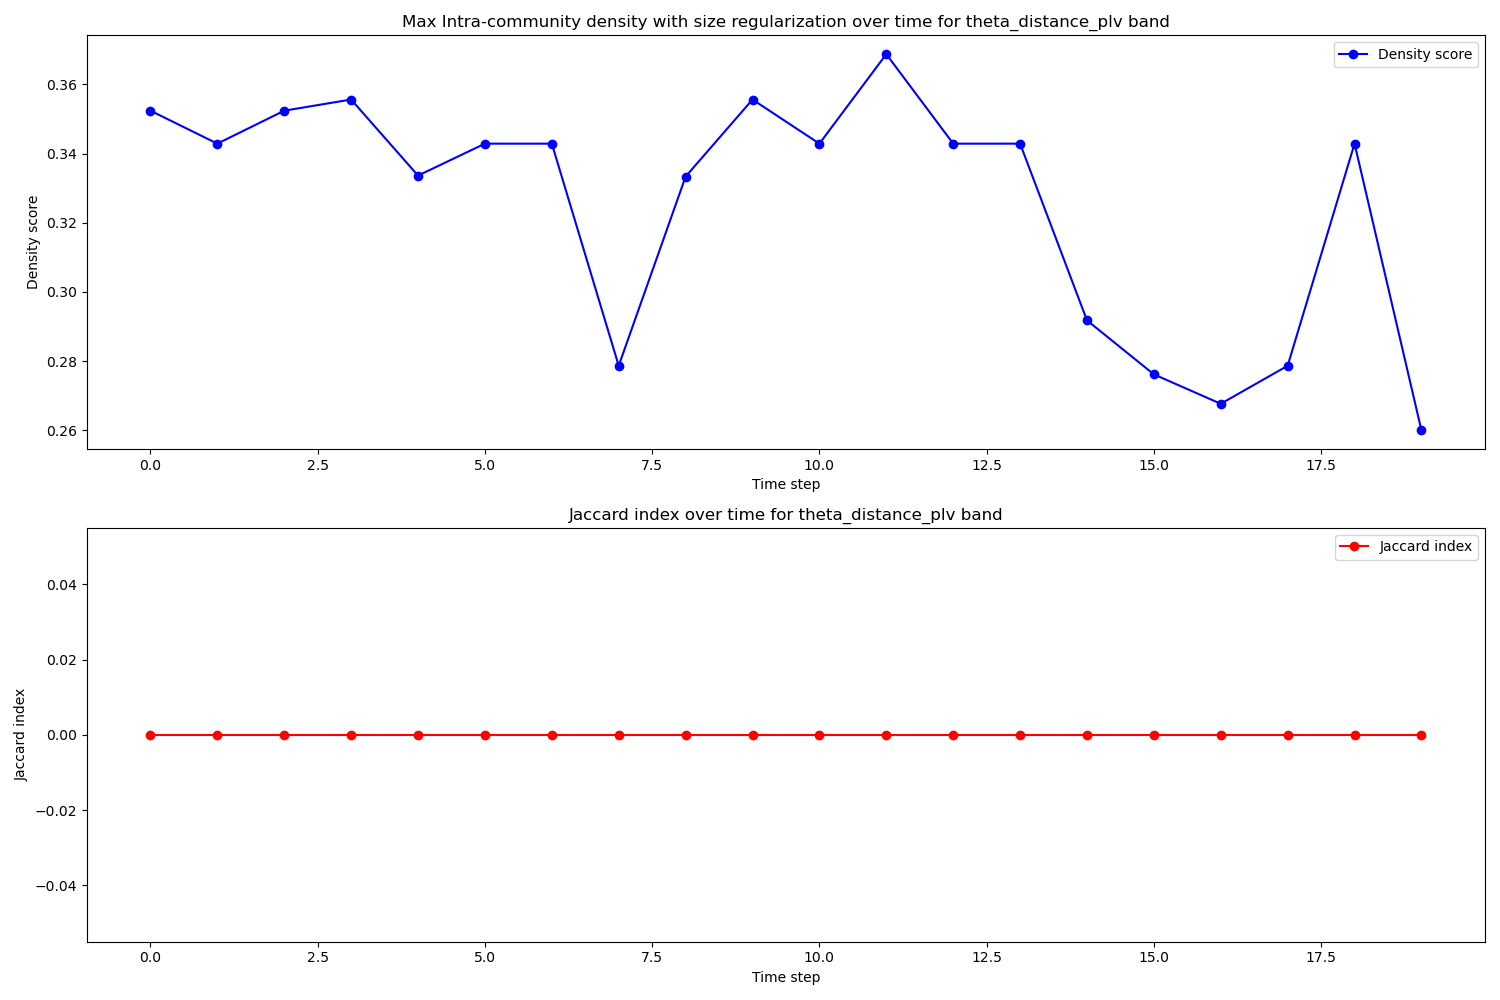 Max Intra-community density with size regularization over time for theta_distance_plv band
Density score
0.36
0.34
0.32
0.30
0.28
0.26
Density score
0.0 2.5 5.0 7.5 10.0 12.5 15.0 17.5
Time step
Jaccard index over time for theta_distance_plv band
Jaccard index
0.04
0.02
0.00
−0.02
−0.04
Jaccard index
0.0 2.5 5.0 7.5 10.0 12.5 15.0 17.5
Time step